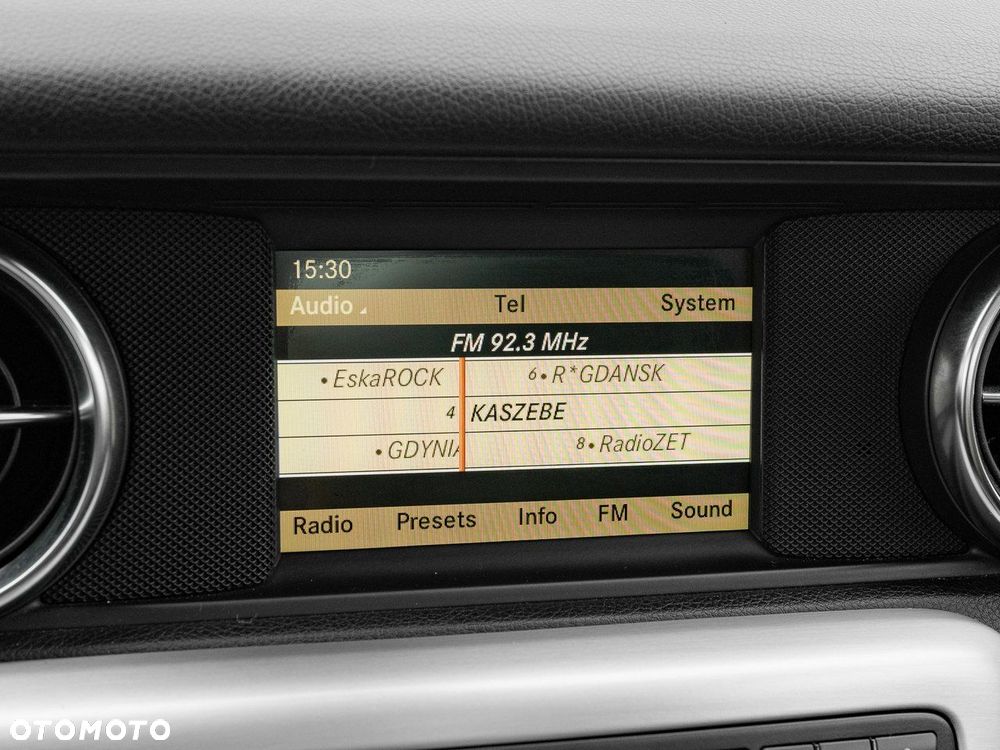 15:30
Audio Tel System
FM 92.3 MHz
•EskaROCK 6•R*GDANSK
4 KASZEBE
•GDYNIA 8•RadioZET
Radio Presets Info FM Sound
OTOMOTO